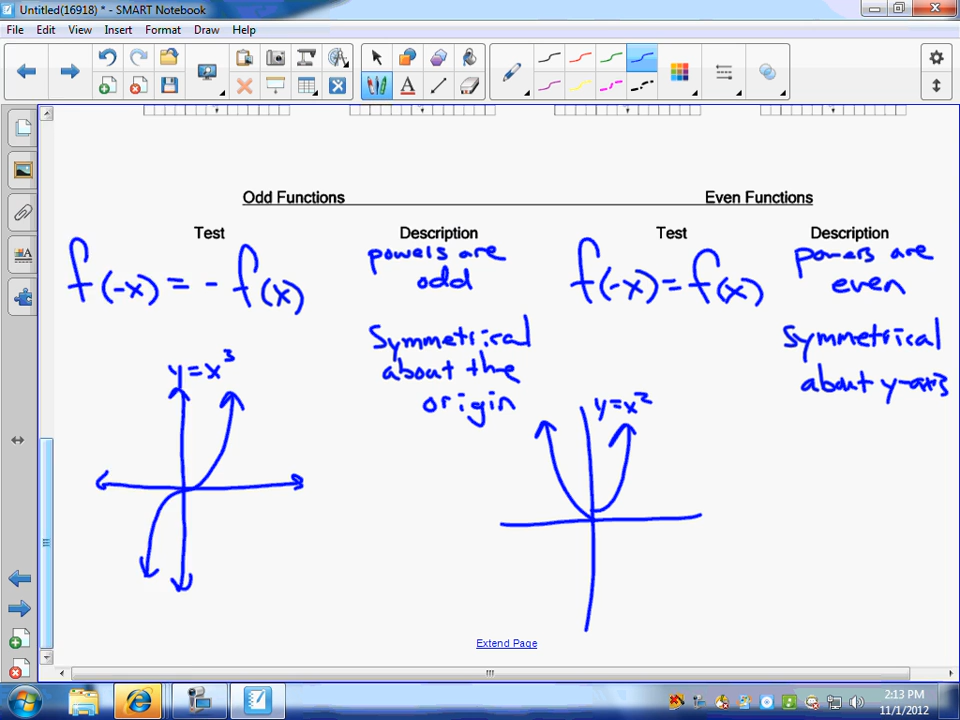 Untitled(16918) * - SMART Notebook
File Edit View Insert Format Draw Help
Odd Functions
Even Functions
Test
Description
Test
Description
f(-x) = - f(x)
powers are
odd
Symmetrical
about the
origin
y=x³
f(-x) = f(x)
powers are
even
Symmetrical
about y-axis
y=x²
Extend Page
2:13 PM
11/1/2012